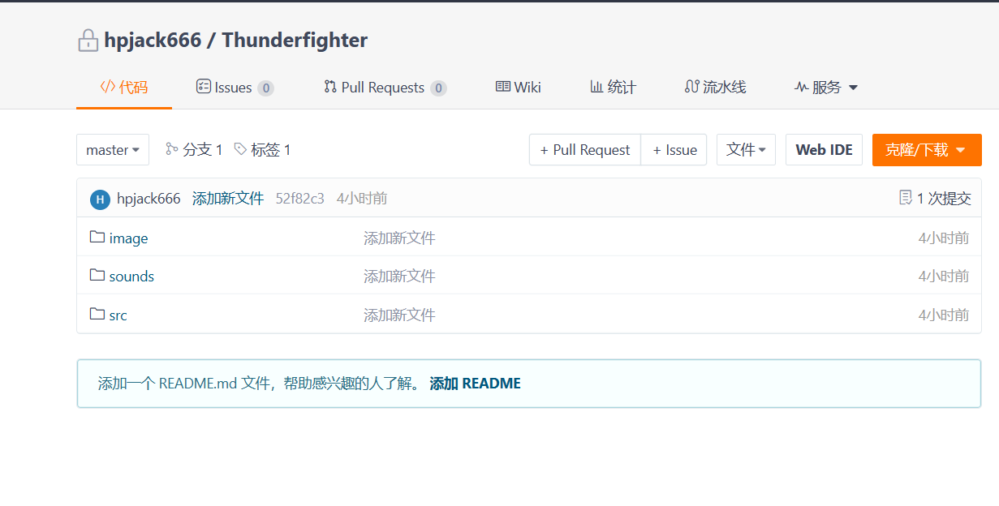 hpjack666 / Thunderfighter
代码 Issues 0 Pull Requests 0 Wiki 统计 流水线 服务
master 分支 1 标签 1 + Pull Request + Issue 文件 Web IDE 克隆/下载
H hpjack666 添加新文件 52f82c3 4小时前 1 次提交
image 添加新文件 4小时前
sounds 添加新文件 4小时前
src 添加新文件 4小时前
添加一个 README.md 文件，帮助感兴趣的人了解。 添加 README